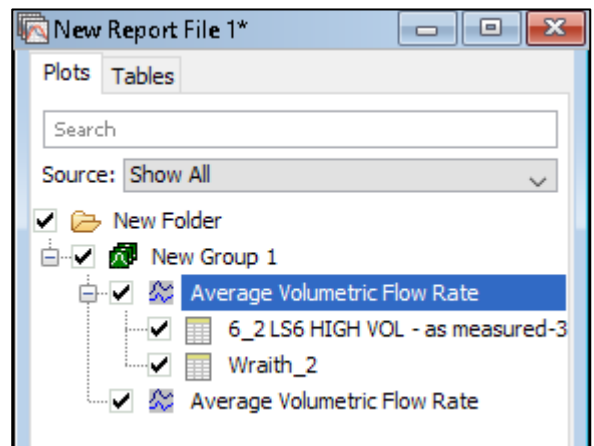 New Report File 1*
Plots Tables
Search
Source: Show All
New Folder
New Group 1
Average Volumetric Flow Rate
6_2 LS6 HIGH VOL - as measured-3
Wraith_2
Average Volumetric Flow Rate